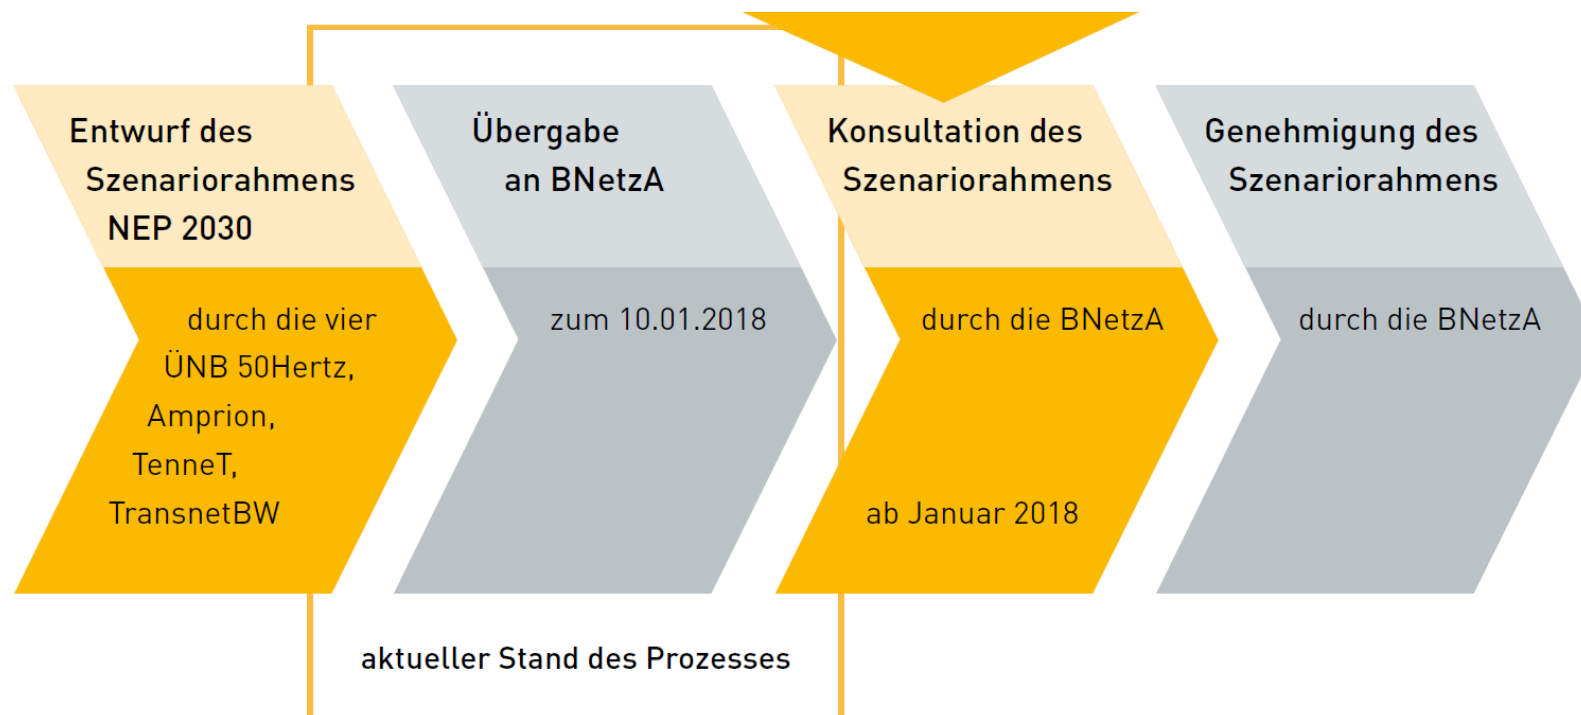 Entwurf des
Szenariorahmens
NEP 2030
durch die vier
ÜNB 50Hertz,
Amprion,
TenneT,
TransnetBW
Übergabe
an BNetzA
zum 10.01.2018
Konsultation des
Szenariorahmens
durch die BNetzA
ab Januar 2018
Genehmigung des
Szenariorahmens
durch die BNetzA
aktueller Stand des Prozesses